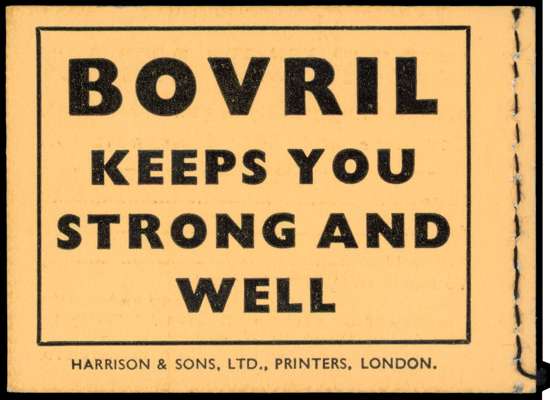 BOVRIL
KEEPS YOU
STRONG AND
WELL
HARRISON & SONS, LTD., PRINTERS, LONDON.